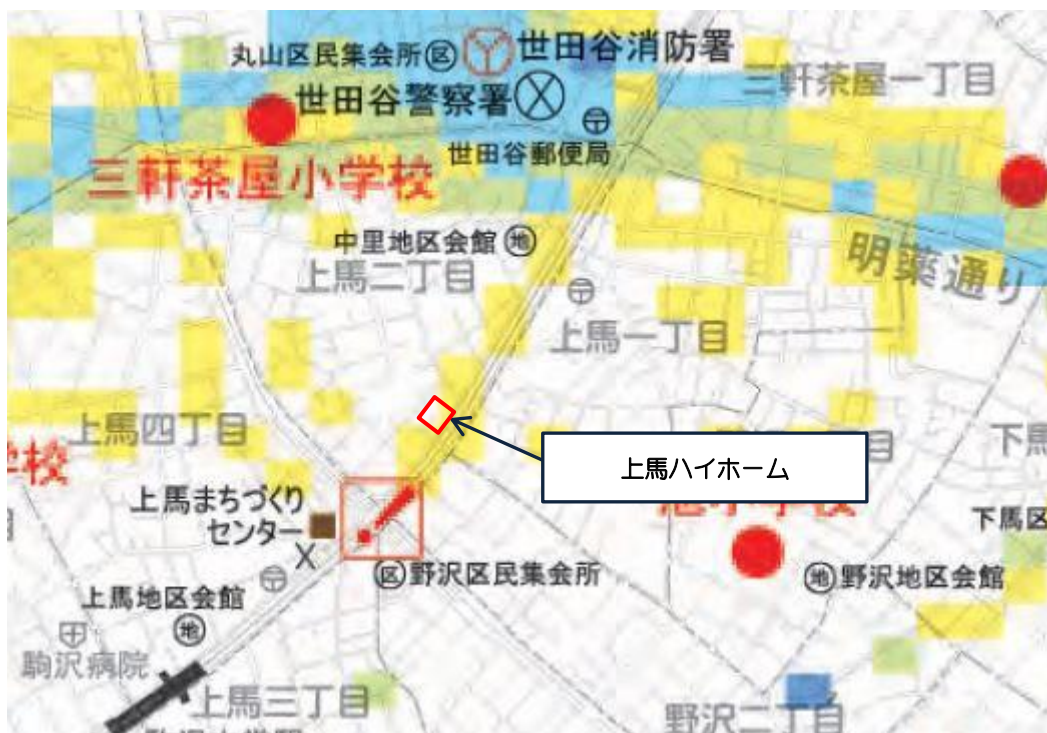 丸山区民集会所 区 世田谷消防署
三軒茶屋一丁目
世田谷警察署
世田谷郵便局
三軒茶屋小学校
中里地区会館 地
上馬二丁目
明薬通り
上馬一丁目
上馬四丁目
上馬ハイホーム
下馬
学校
上馬まちづくり
センター
下馬区
区 野沢区民集会所
地 野沢地区会館
上馬地区会館
地
駒沢病院
上馬三丁目
野沢二丁目